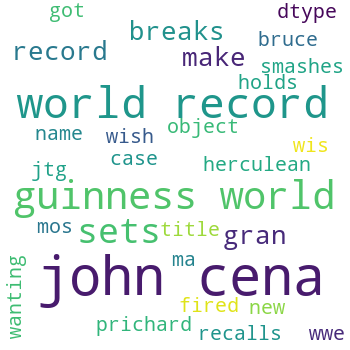 got
dtype
breaks
bruce
record
make
smashes
holds
world record
name
wish
object
wis
case
jtg
herculean
guinness world
mos
sets
title
gran
wanting
ma
john cena
fired
new
prichard
recalls
wwe